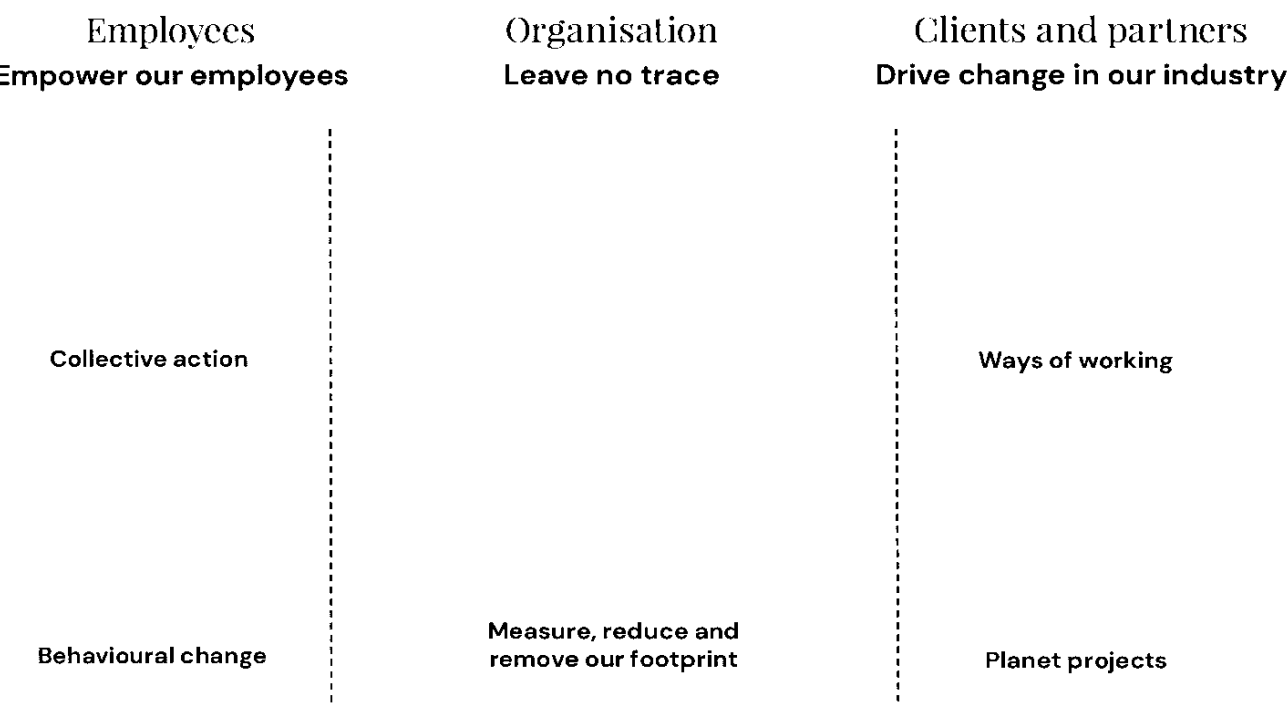 Employees
Empower our employees
Collective action
Behavioural change
Organisation
Leave no trace
Measure, reduce and
remove our footprint
Clients and partners
Drive change in our industry
Ways of working
Planet projects